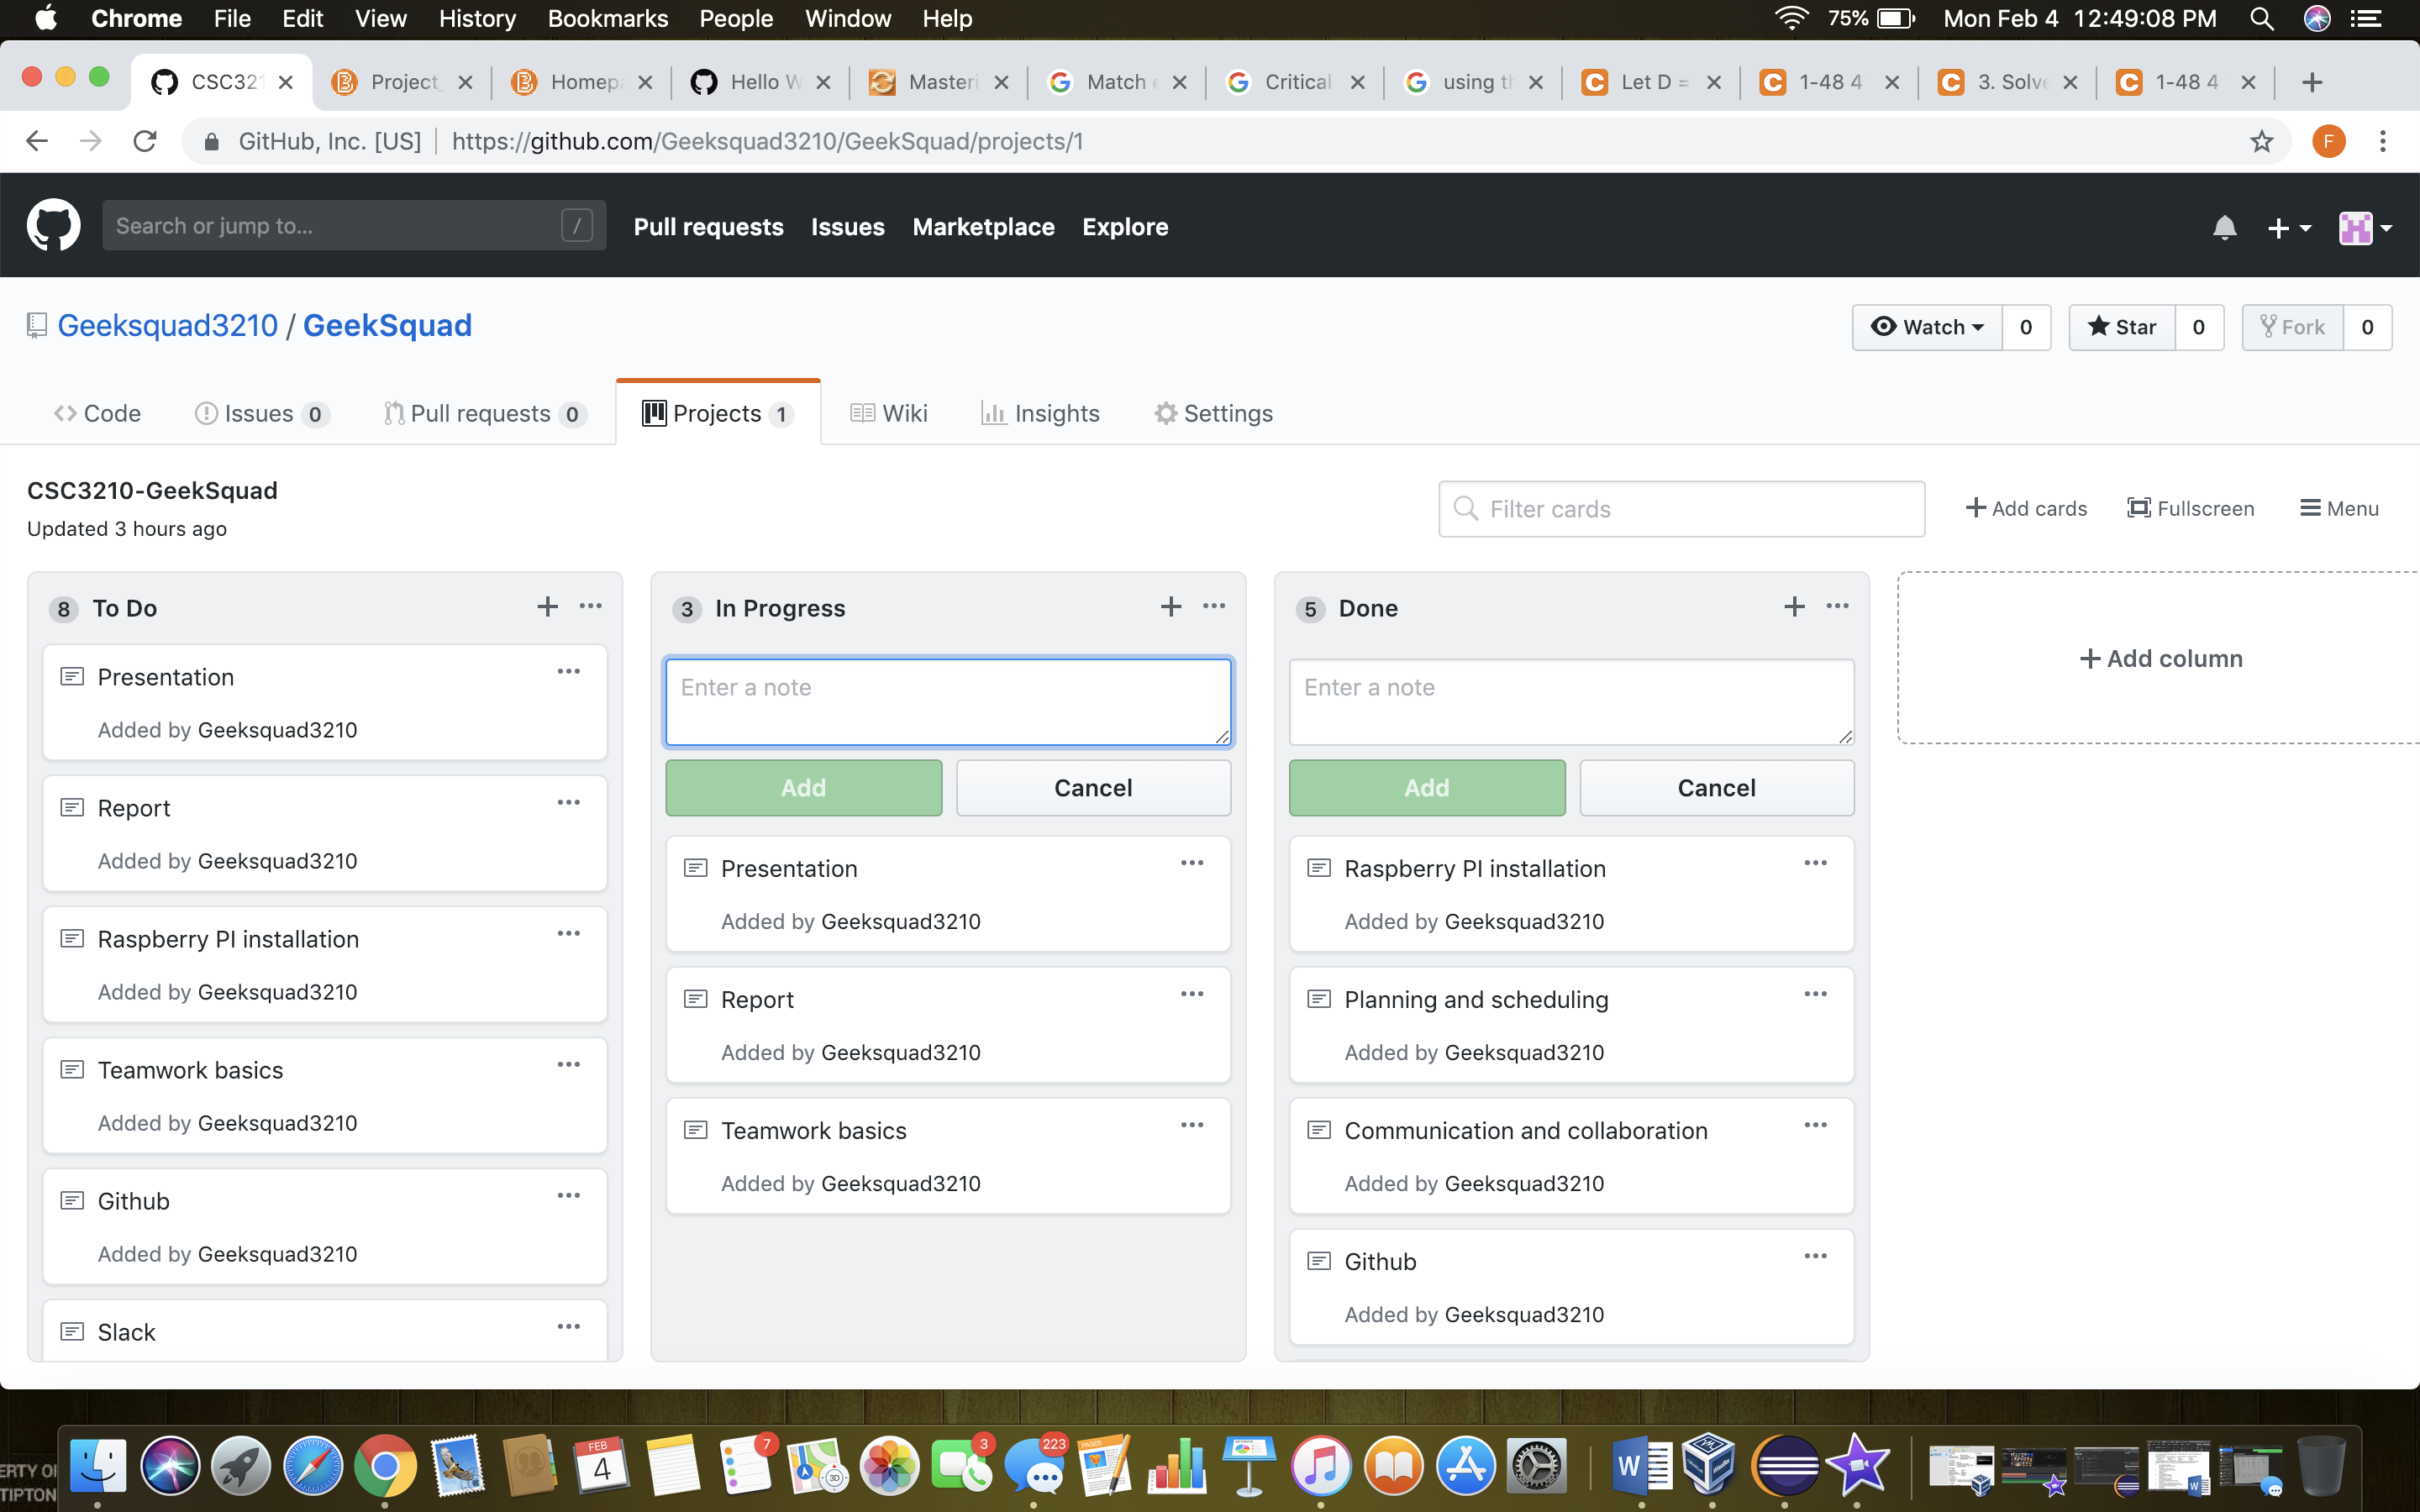 Chrome File Edit View History Bookmarks People Window Help 75% Mon Feb 4 12:49:08 PM
CSC321 Project_ Homepa Hello W Masteri Match e Critical using th Let D = 1-48 4 3. Solve 1-48 4
GitHub, Inc. [US] https://github.com/Geeksquad3210/GeekSquad/projects/1 F
Search or jump to... / Pull requests Issues Marketplace Explore
Geeksquad3210 / GeekSquad Watch 0 Star 0 Fork 0
Code Issues 0 Pull requests 0 Projects 1 Wiki Insights Settings
CSC3210-GeekSquad
Updated 3 hours ago
Filter cards Add cards Fullscreen Menu
8 To Do
Presentation
Added by Geeksquad3210
Report
Added by Geeksquad3210
Raspberry PI installation
Added by Geeksquad3210
Teamwork basics
Added by Geeksquad3210
Github
Added by Geeksquad3210
Slack
3 In Progress
Enter a note
Add Cancel
Presentation
Added by Geeksquad3210
Report
Added by Geeksquad3210
Teamwork basics
Added by Geeksquad3210
5 Done
Enter a note
Add Cancel
Raspberry PI installation
Added by Geeksquad3210
Planning and scheduling
Added by Geeksquad3210
Communication and collaboration
Added by Geeksquad3210
Github
Added by Geeksquad3210
Add column
FEB
4
7
3D
3
223
PAGES
W
ERTY OF
TIPTON